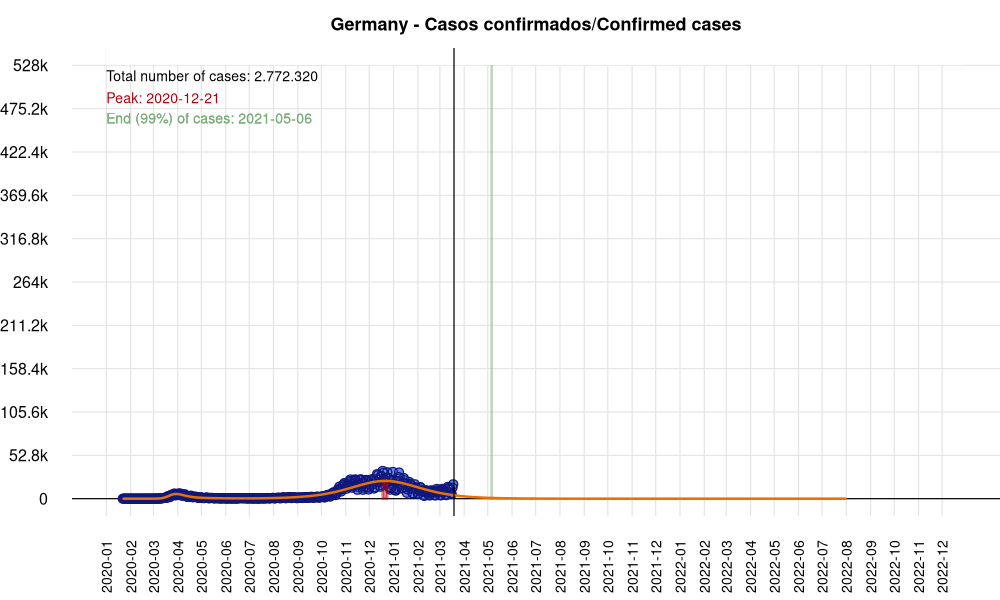 Germany - Casos confirmados/Confirmed cases
528k
Total number of cases: 2.772.320
Peak: 2020-12-21
475.2k
End (99%) of cases: 2021-05-06
422.4k
369.6k
316.8k
264k
211.2k
158.4k
105.6k
52.8k
0
2020-01
2020-02
2020-03
2020-04
2020-05
2020-06
2020-07
2020-08
2020-09
2020-10
2020-11
2020-12
2021-01
2021-02
2021-03
2021-04
2021-05
2021-06
2021-07
2021-08
2021-09
2021-10
2021-11
2021-12
2022-01
2022-02
2022-03
2022-04
2022-05
2022-06
2022-07
2022-08
2022-09
2022-10
2022-11
2022-12